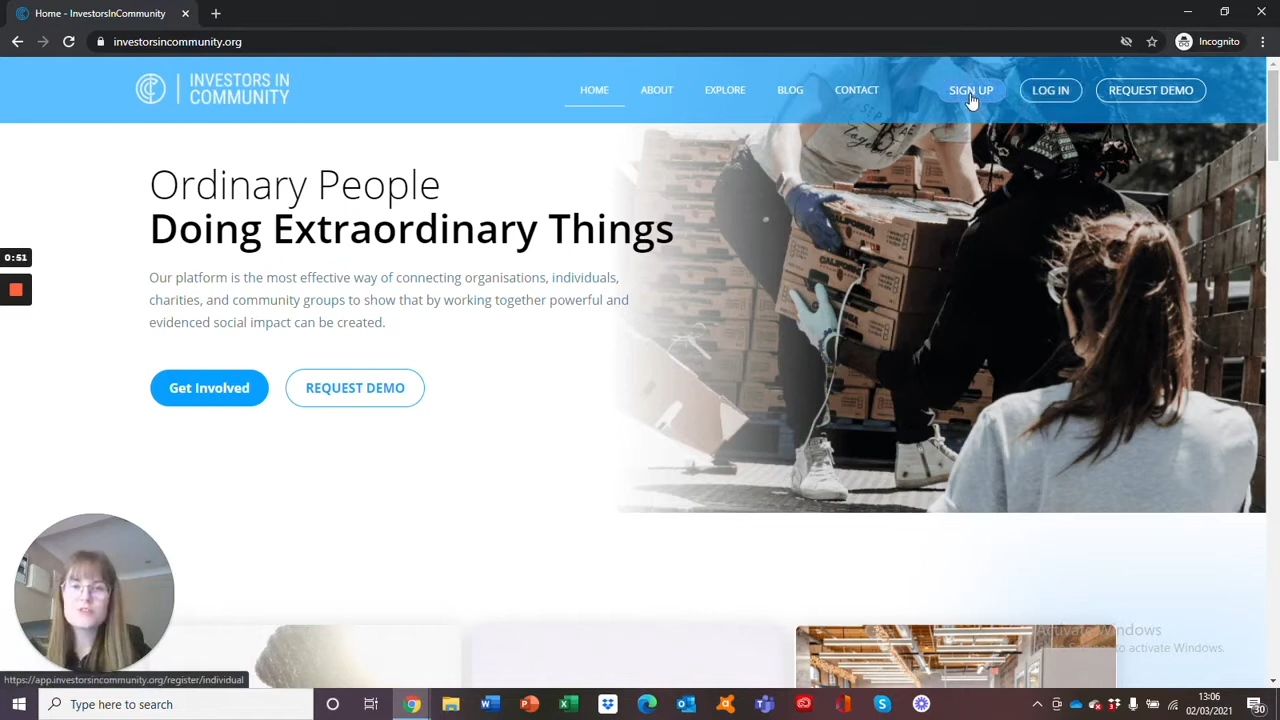 Home - InvestorsInCommunity
investorsincommunity.org
Incognito
INVESTORS IN
COMMUNITY
HOME
ABOUT
EXPLORE
BLOG
CONTACT
SIGN UP
LOG IN
REQUEST DEMO
Ordinary People
Doing Extraordinary Things
0:51
Our platform is the most effective way of connecting organisations, individuals,
charities, and community groups to show that by working together powerful and
evidenced social impact can be created.
Get Involved
REQUEST DEMO
Activate Windows
to activate Windows.
https://app.investorsincommunity.org/register/individual
Type here to search
13:06
02/03/2021
30